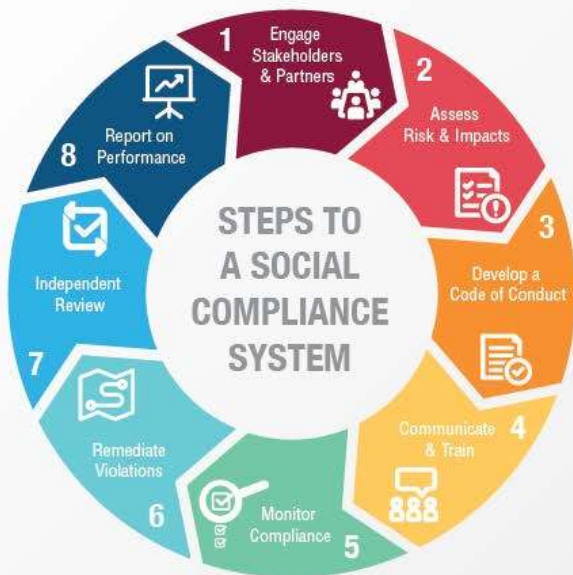 STEPS TO
A SOCIAL
COMPLIANCE
SYSTEM
1
Engage
Stakeholders
& Partners
2
Assess
Risk & Impacts
3
Develop a
Code of Conduct
4
Communicate
& Train
5
Monitor
Compliance
6
Remediate
Violations
7
Independent
Review
8
Report on
Performance